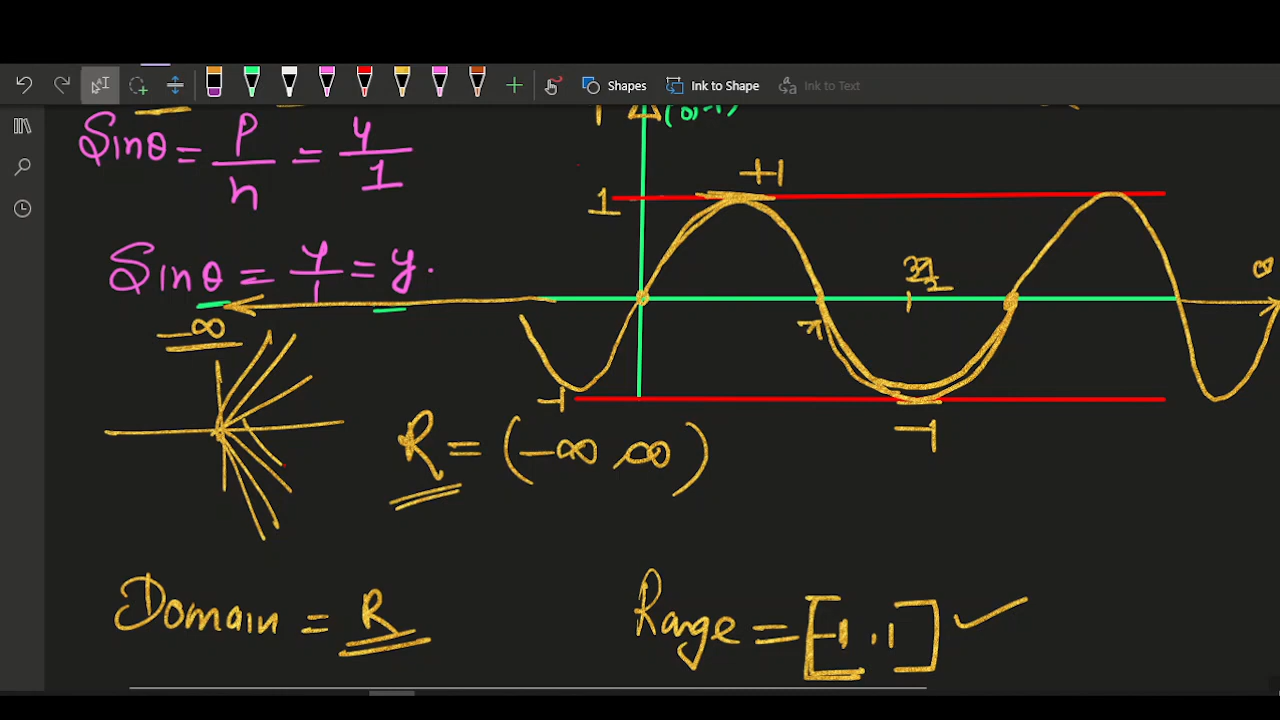 Shapes Ink to Shape Ink to Text
Sinθ = P/h = y/1
Sinθ = y/1 = y.
-∞
1
+1
π
3π/2
∞
-1
-1
R = (-∞, ∞)
Domain = R
Range = [-1, 1]